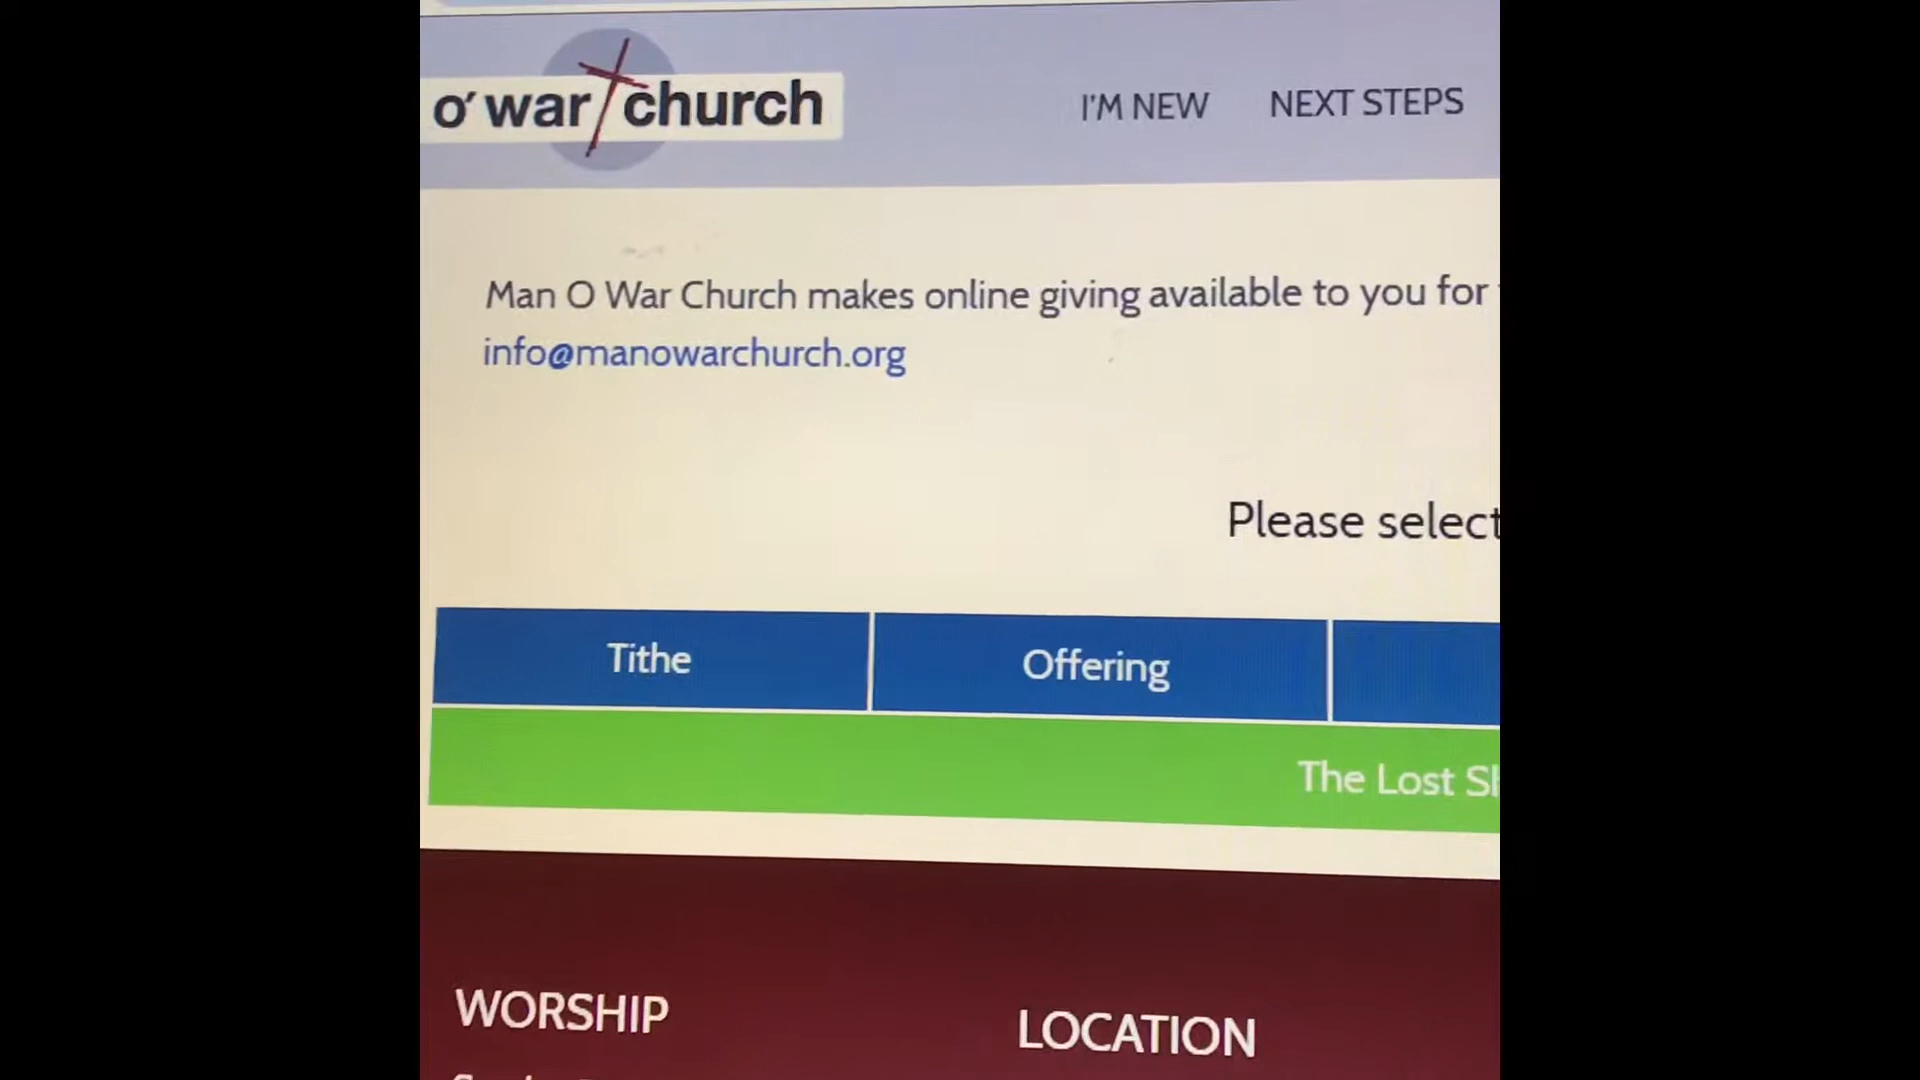 o' war church
I'M NEW NEXT STEPS
Man O War Church makes online giving available to you for
info@manowarchurch.org
Please select
Tithe Offering
The Lost
WORSHIP LOCATION